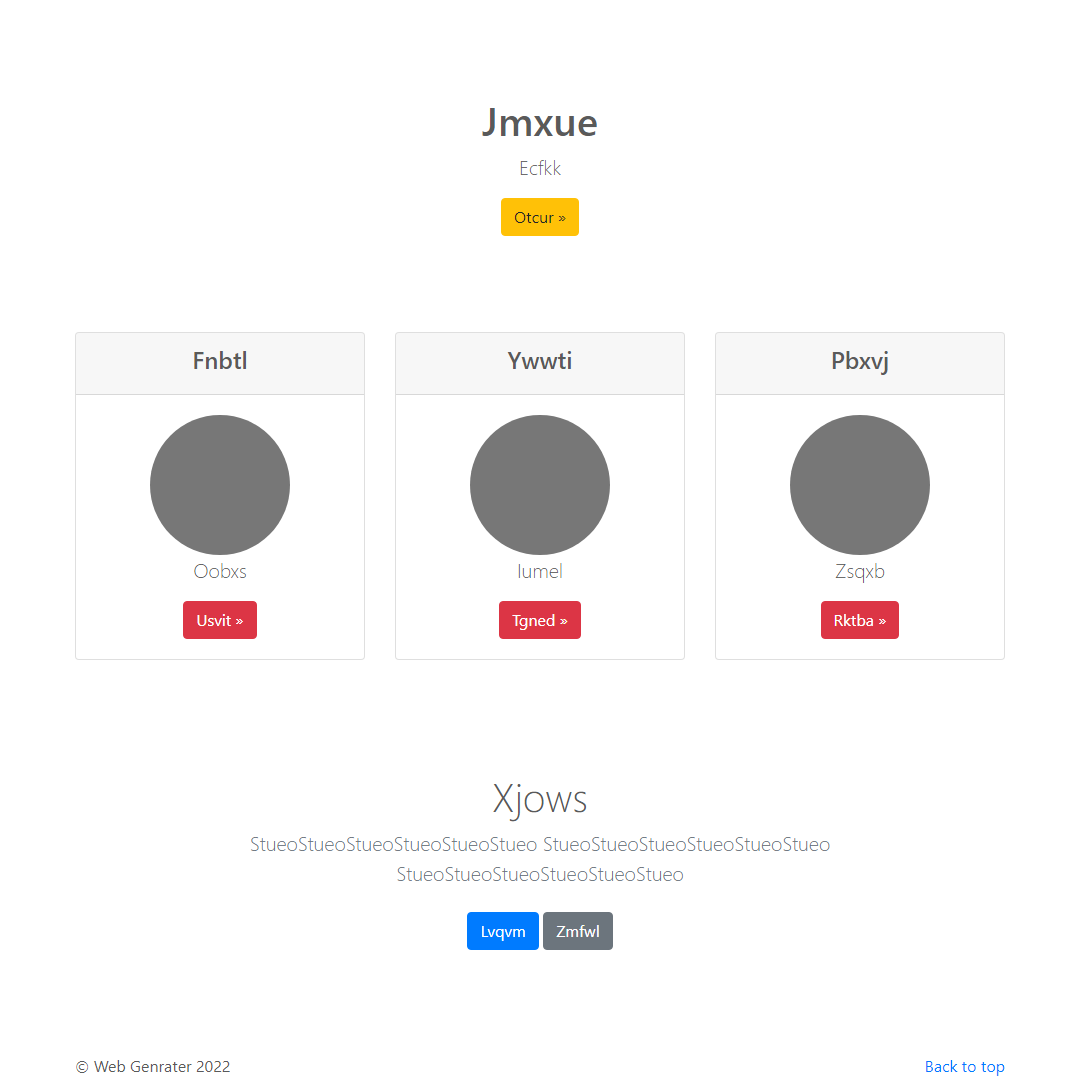 Jmxue
Ecfkk
Otcur »
Fnbtl
Oobxs
Usvit »
Ywwti
Iumel
Tgned »
Pbxvj
Zsqxb
Rktba »
Xjows
StueoStueoStueoStueoStueoStueo StueoStueoStueoStueoStueoStueo
StueoStueoStueoStueoStueoStueo
Lvqvm Zmfwl
© Web Genrater 2022
Back to top